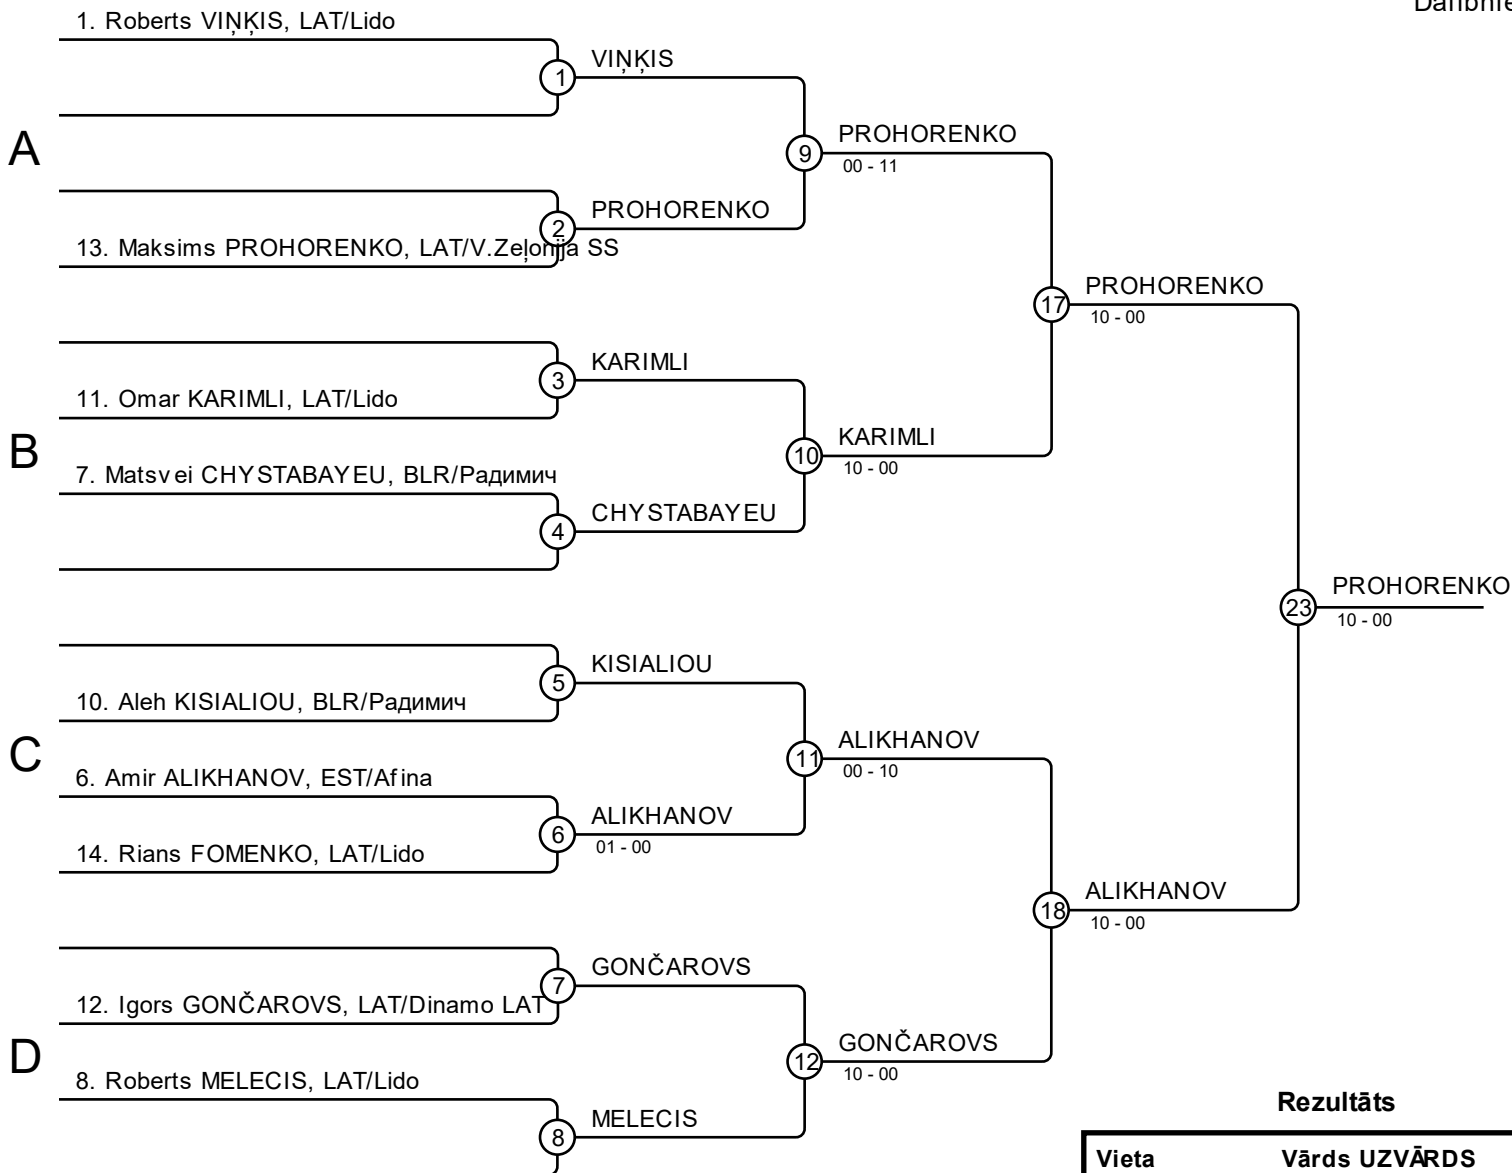 1. Roberts VIŅĶIS, LAT/Lido
VIŅĶIS
1
A
PROHORENKO
9
00 - 11
PROHORENKO
2
13. Maksims PROHORENKO, LAT/V.Zeļonija SS
PROHORENKO
17
10 - 00
KARIMLI
3
11. Omar KARIMLI, LAT/Lido
B
KARIMLI
10
10 - 00
7. Matsvei CHYSTABAYEU, BLR/Радимич
CHYSTABAYEU
4
PROHORENKO
23
10 - 00
KISIALIOU
5
10. Aleh KISIALIOU, BLR/Радимич
C
ALIKHANOV
11
00 - 10
6. Amir ALIKHANOV, EST/Afina
ALIKHANOV
6
01 - 00
14. Rians FOMENKO, LAT/Lido
ALIKHANOV
18
10 - 00
GONČAROVS
7
12. Igors GONČAROVS, LAT/Dinamo LAT
D
GONČAROVS
12
10 - 00
8. Roberts MELECIS, LAT/Lido
MELECIS
8
Rezultāts
Vieta Vārds UZVĀRDS